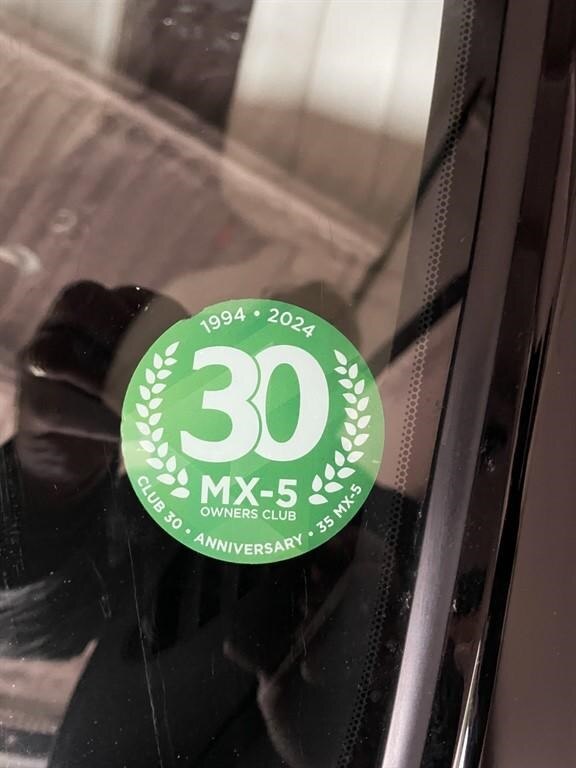 1994 • 2024
30
MX-5
OWNERS CLUB
CLUB 30 • ANNIVERSARY • 35 MX-5